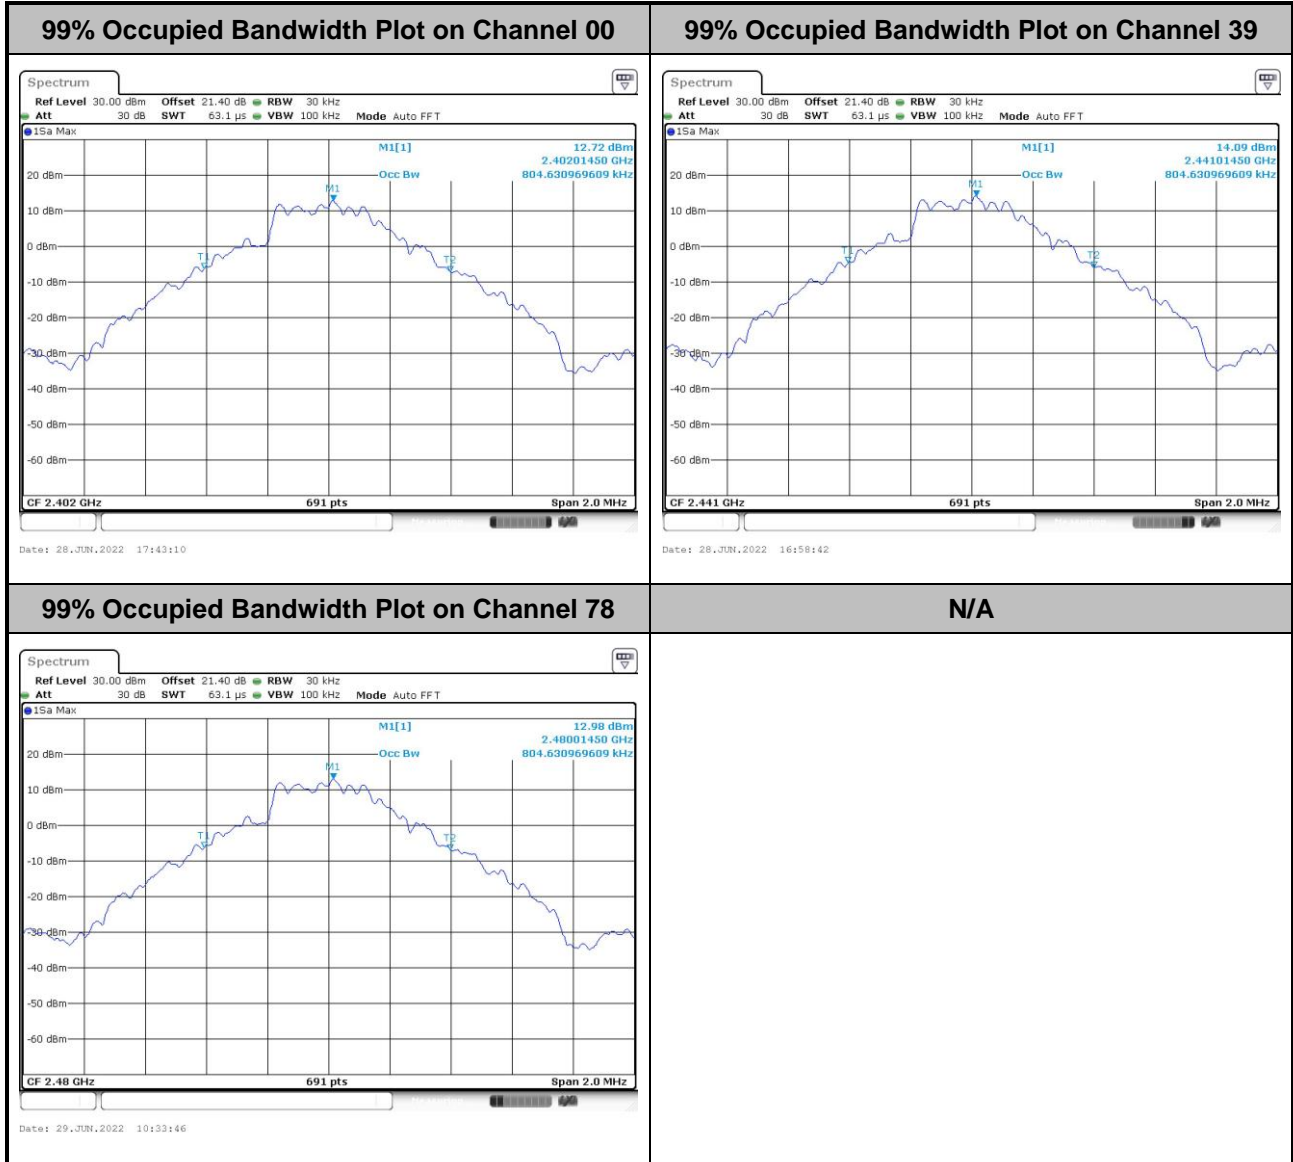 99% Occupied Bandwidth Plot on Channel 00
Spectrum
Ref Level 30.00 dBm Offset 21.40 dB RBW 30 kHz
Att 30 dB SWT 63.1 µs VBW 100 kHz Mode Auto FFT
1Sa Max
M1[1] 12.72 dBm
2.40201450 GHz
Occ Bw 804.630969609 kHz
20 dBm
M1
10 dBm
0 dBm
T1
T2
-10 dBm
-20 dBm
-30 dBm
-40 dBm
-50 dBm
-60 dBm
CF 2.402 GHz 691 pts Span 2.0 MHz
Date: 28.JUN.2022 17:43:10
99% Occupied Bandwidth Plot on Channel 39
Spectrum
Ref Level 30.00 dBm Offset 21.40 dB RBW 30 kHz
Att 30 dB SWT 63.1 µs VBW 100 kHz Mode Auto FFT
1Sa Max
M1[1] 14.09 dBm
2.44101450 GHz
Occ Bw 804.630969609 kHz
20 dBm
M1
10 dBm
0 dBm
T1
T2
-10 dBm
-20 dBm
-30 dBm
-40 dBm
-50 dBm
-60 dBm
CF 2.441 GHz 691 pts Span 2.0 MHz
Date: 28.JUN.2022 16:58:42
99% Occupied Bandwidth Plot on Channel 78
Spectrum
Ref Level 30.00 dBm Offset 21.40 dB RBW 30 kHz
Att 30 dB SWT 63.1 µs VBW 100 kHz Mode Auto FFT
1Sa Max
M1[1] 12.98 dBm
2.48001450 GHz
Occ Bw 804.630969609 kHz
20 dBm
M1
10 dBm
0 dBm
T1
T2
-10 dBm
-20 dBm
-30 dBm
-40 dBm
-50 dBm
-60 dBm
CF 2.48 GHz 691 pts Span 2.0 MHz
Date: 29.JUN.2022 10:33:46
N/A